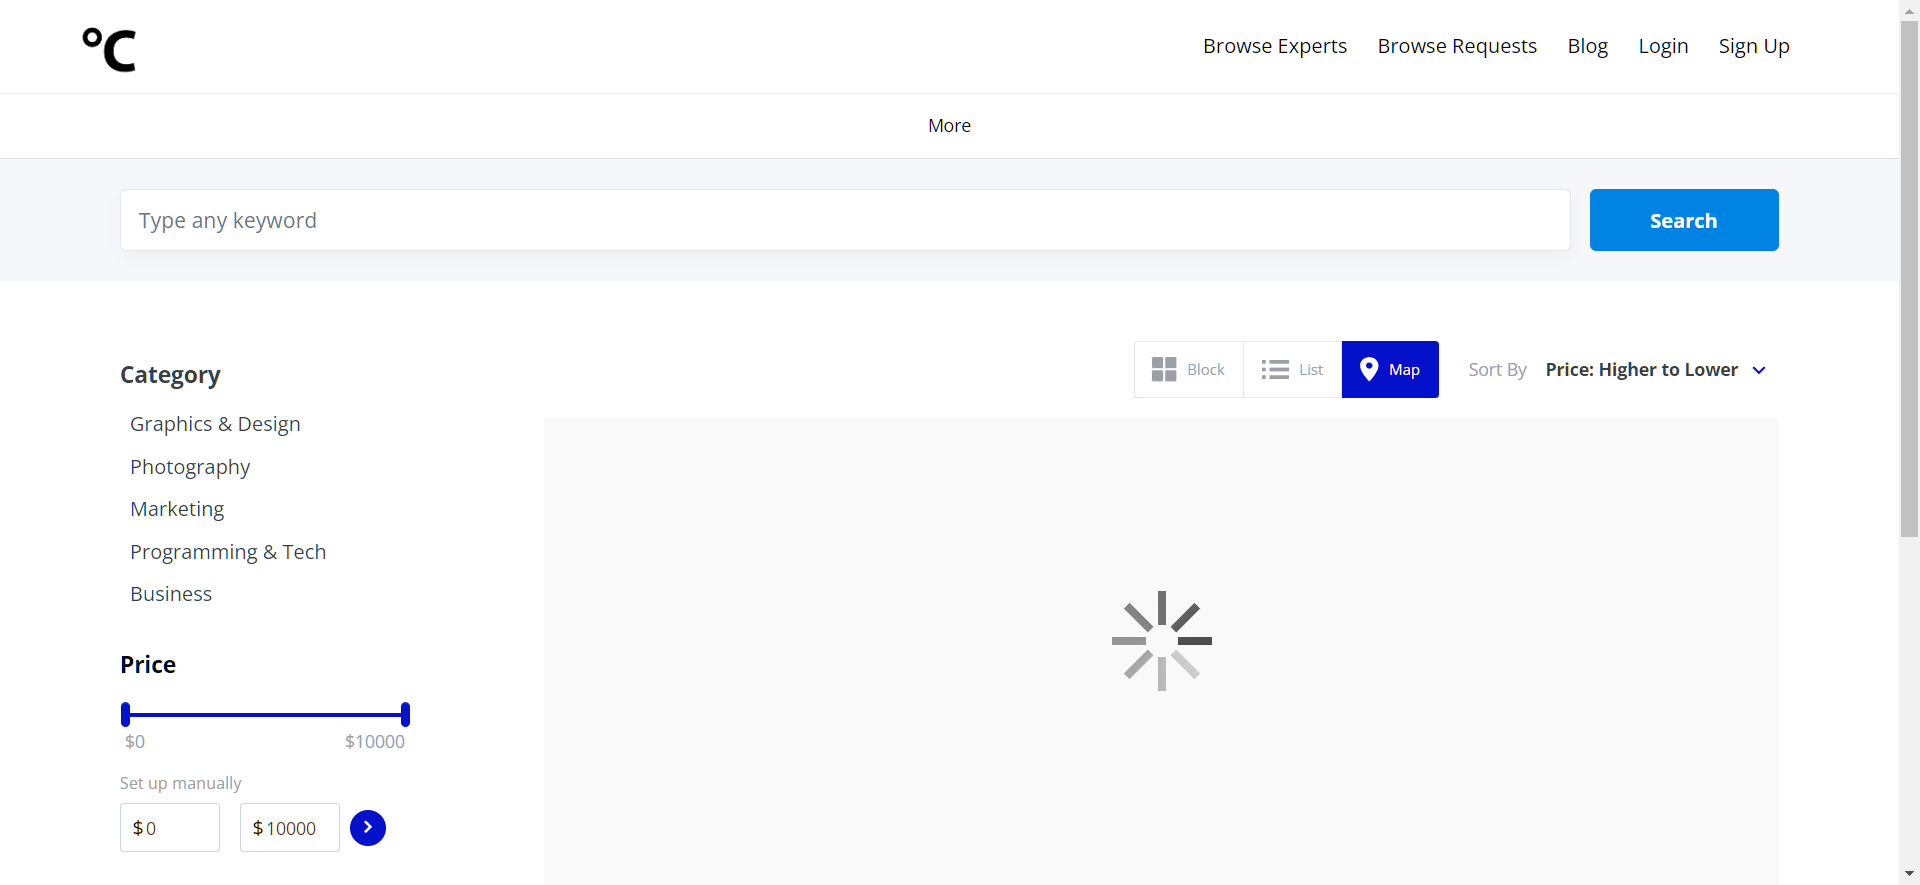 °C
Browse Experts Browse Requests Blog Login Sign Up
More
Type any keyword
Search
Block
List
Map
Sort By Price: Higher to Lower
Category
Graphics & Design
Photography
Marketing
Programming & Tech
Business
Price
$0 $10000
Set up manually
$0 $10000